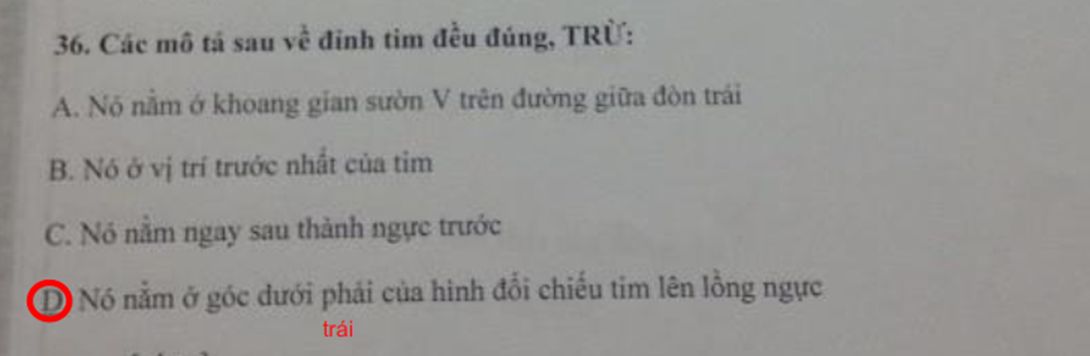 36. Các mô tả sau về đỉnh tim đều đúng, TRỪ:
A. Nó nằm ở khoang gian sườn V trên đường giữa đòn trái
B. Nó ở vị trí trước nhất của tim
C. Nó nằm ngay sau thành ngực trước
D Nó nằm ở góc dưới phải của hình đối chiếu tim lên lồng ngực
trái